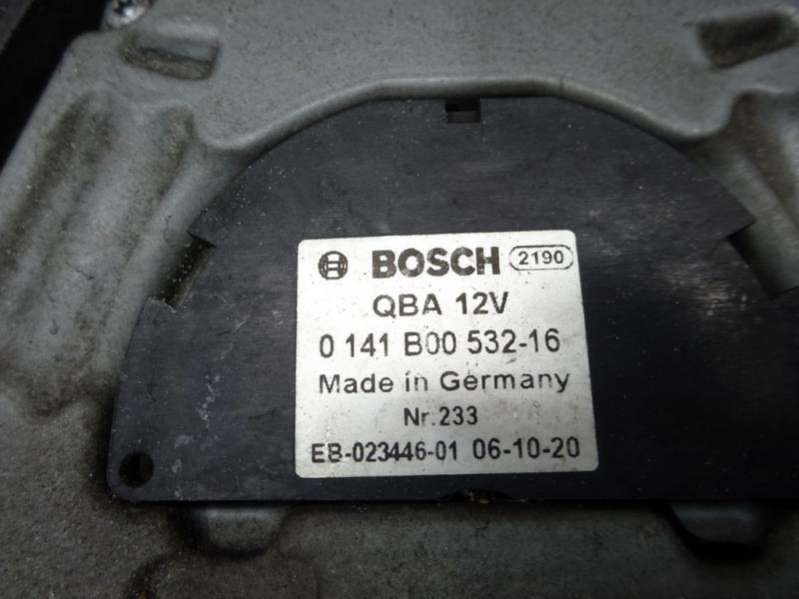 BOSCH 2190
QBA 12V
0 141 B00 532-16
Made in Germany
Nr.233
EB-023446-01 06-10-20